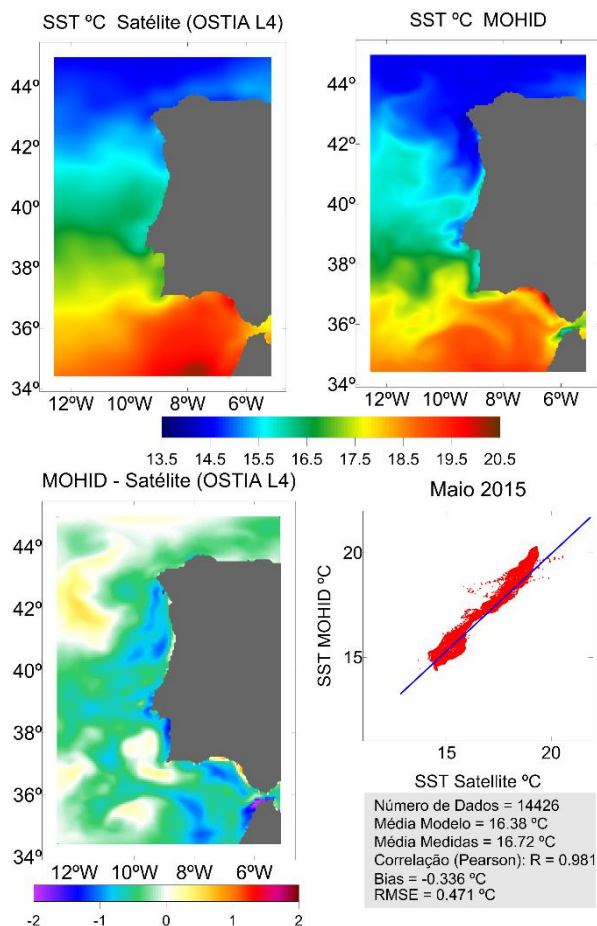 SST ºC Satélite (OSTIA L4)
44º
42º
40º
38º
36º
34º
12ºW 10ºW 8ºW 6ºW
SST ºC MOHID
44º
42º
40º
38º
36º
34º
12ºW 10ºW 8ºW 6ºW
13.5 14.5 15.5 16.5 17.5 18.5 19.5 20.5
MOHID - Satélite (OSTIA L4)
44º
42º
40º
38º
36º
34º
12ºW 10ºW 8ºW 6ºW
-2 -1 0 1 2
Maio 2015
SST MOHID ºC
20
15
15 20
SST Satellite ºC
Número de Dados = 14426
Média Modelo = 16.38 ºC
Média Medidas = 16.72 ºC
Correlação (Pearson): R = 0.981
Bias = -0.336 ºC
RMSE = 0.471 ºC